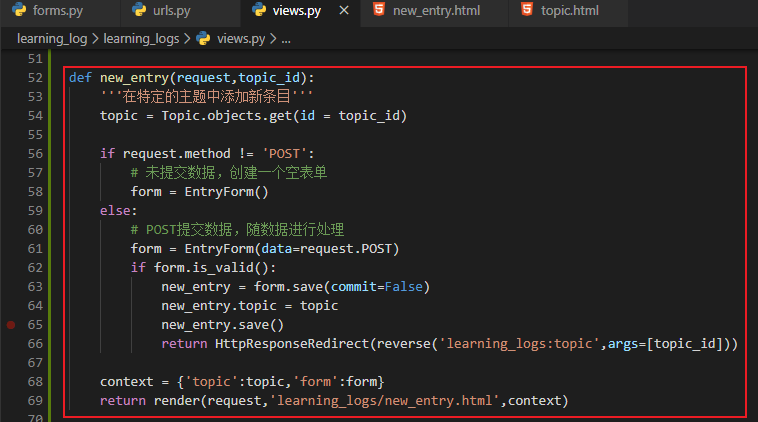 forms.py urls.py views.py × new_entry.html topic.html
learning_log > learning_logs > views.py > ...
51
52 def new_entry(request,topic_id):
53     '''在特定的主题中添加新条目'''
54     topic = Topic.objects.get(id = topic_id)
55
56     if request.method != 'POST':
57         # 未提交数据，创建一个空表单
58         form = EntryForm()
59     else:
60         # POST提交数据，随数据进行处理
61         form = EntryForm(data=request.POST)
62         if form.is_valid():
63             new_entry = form.save(commit=False)
64             new_entry.topic = topic
65             new_entry.save()
66             return HttpResponseRedirect(reverse('learning_logs:topic',args=[topic_id]))
67
68     context = {'topic':topic,'form':form}
69     return render(request,'learning_logs/new_entry.html',context)
70